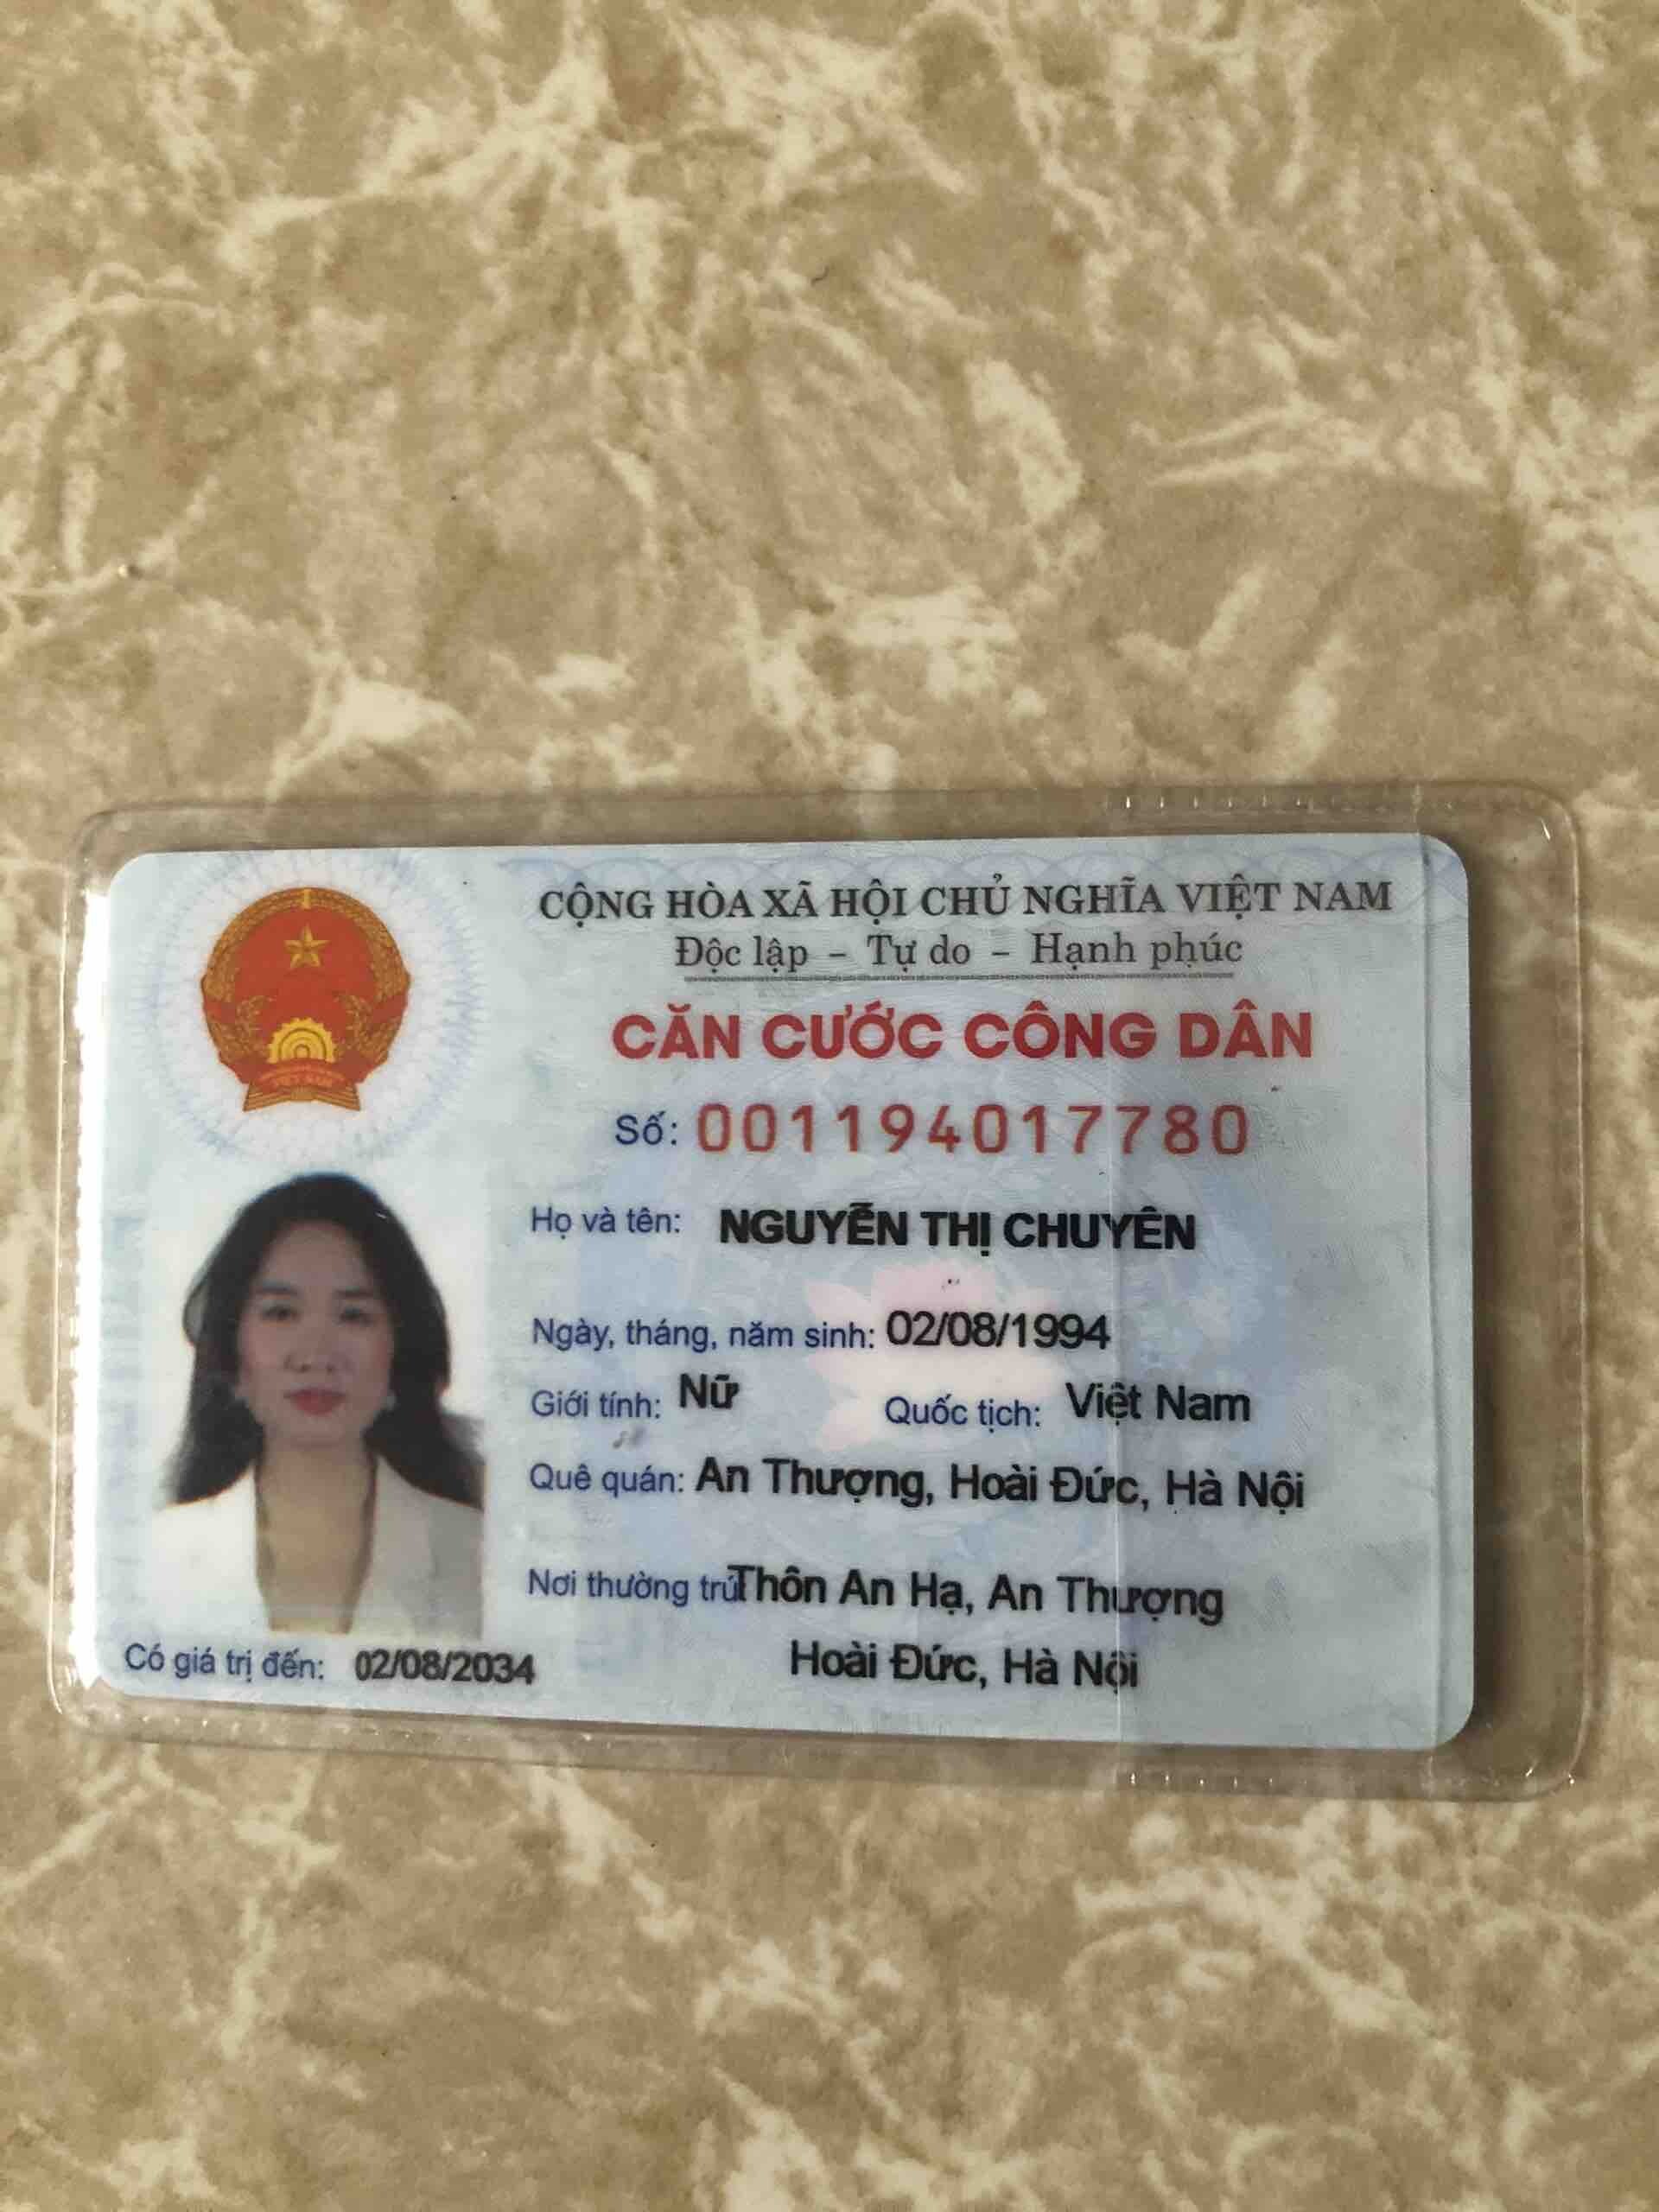 CỘNG HÒA XÃ HỘI CHỦ NGHĨA VIỆT NAM
Độc lập – Tự do – Hạnh phúc
CĂN CƯỚC CÔNG DÂN
Số: 001194017780
Họ và tên: NGUYỄN THỊ CHUYÊN
Ngày, tháng, năm sinh: 02/08/1994
Giới tính: Nữ Quốc tịch: Việt Nam
Quê quán: An Thượng, Hoài Đức, Hà Nội
Nơi thường trú: Thôn An Hạ, An Thượng
Hoài Đức, Hà Nội
Có giá trị đến: 02/08/2034
VIỆT NAM